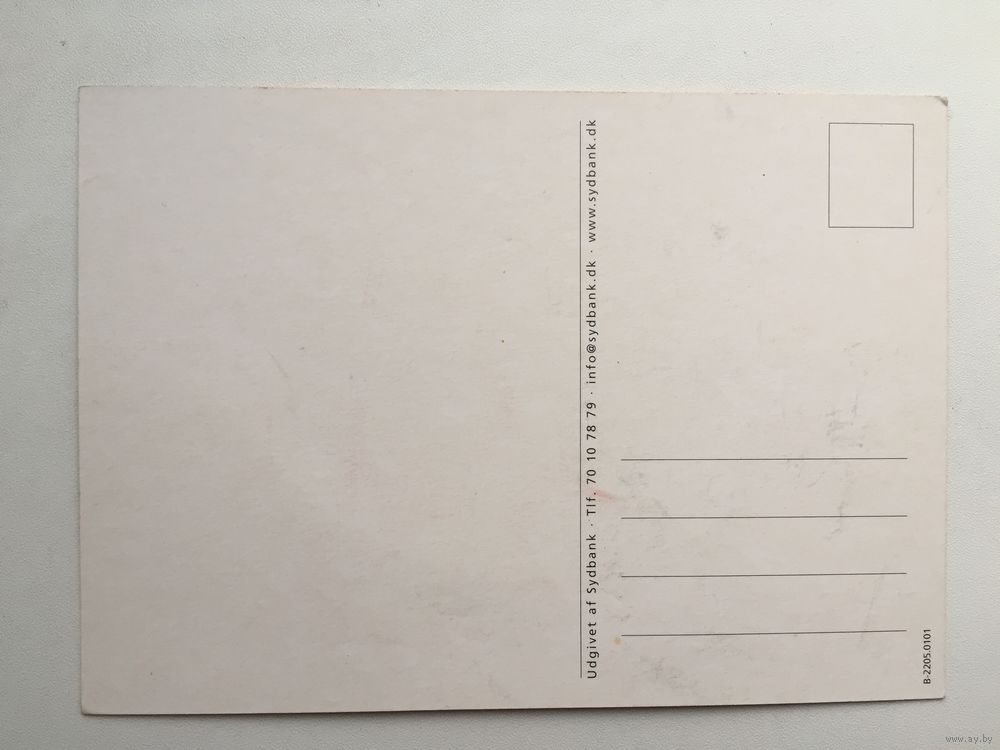 Udgivet af Sydbank · Tlf. 70 10 78 79 · info@sydbank.dk · www.sydbank.dk
B-2205.0101
www.ay.by